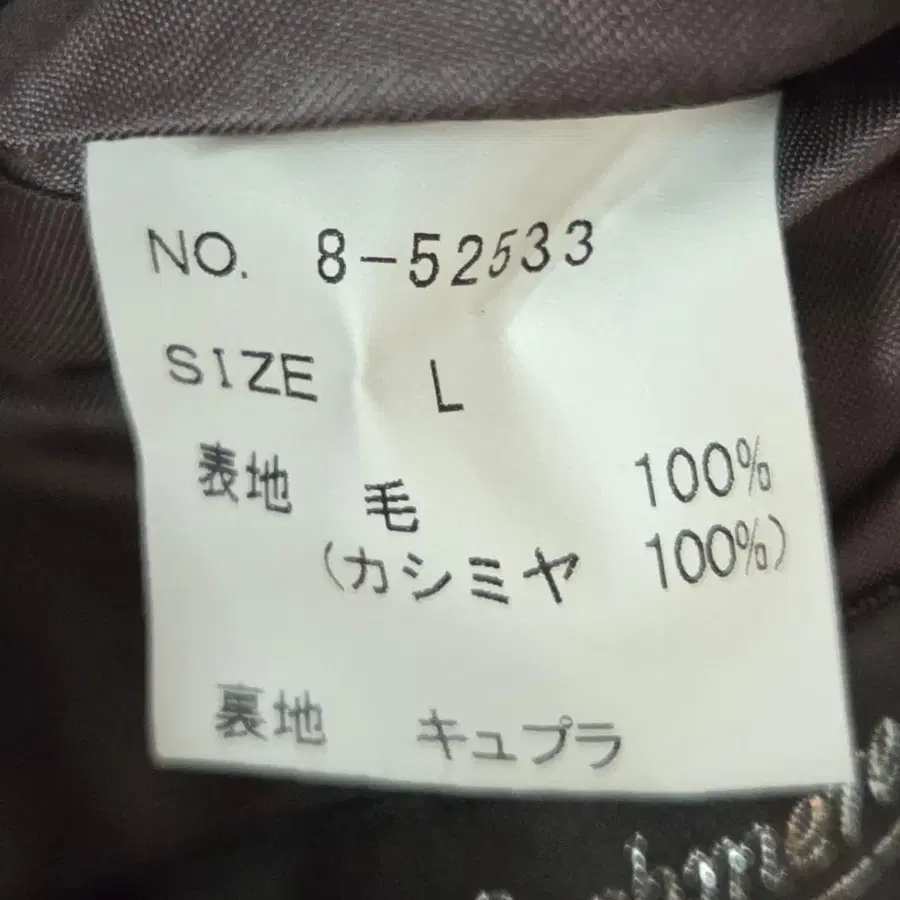 NO. 8-52533
SIZE L
表地 毛 100%
(カシミヤ 100%)
裏地 キュプラ